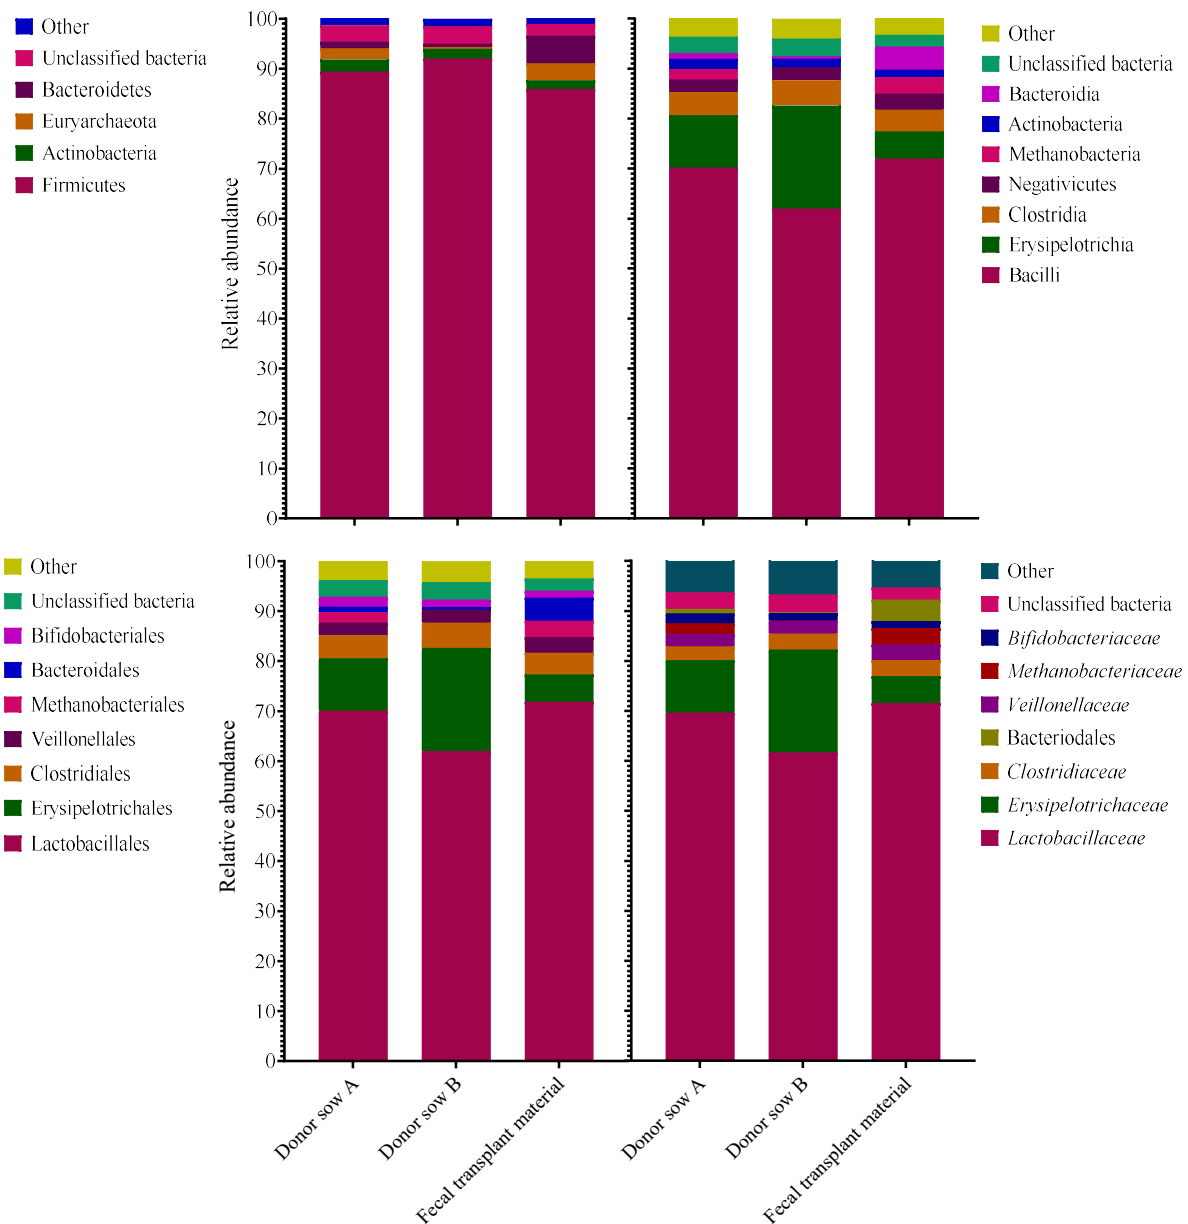 Other
Unclassified bacteria
Bacteroidetes
Euryarchaeota
Actinobacteria
Firmicutes
Relative abundance
100
90
80
70
60
50
40
30
20
10
0
Other
Unclassified bacteria
Bacteroidia
Actinobacteria
Methanobacteria
Negativicutes
Clostridia
Erysipelotrichia
Bacilli
Other
Unclassified bacteria
Bifidobacteriales
Bacteroidales
Methanobacteriales
Veillonellales
Clostridiales
Erysipelotrichales
Lactobacillales
Relative abundance
100
90
80
70
60
50
40
30
20
10
0
Other
Unclassified bacteria
Bifidobacteriaceae
Methanobacteriaceae
Veillonellaceae
Bacteriodales
Clostridiaceae
Erysipelotrichaceae
Lactobacillaceae
Donor sow A
Donor sow B
Fecal transplant material
Donor sow A
Donor sow B
Fecal transplant material